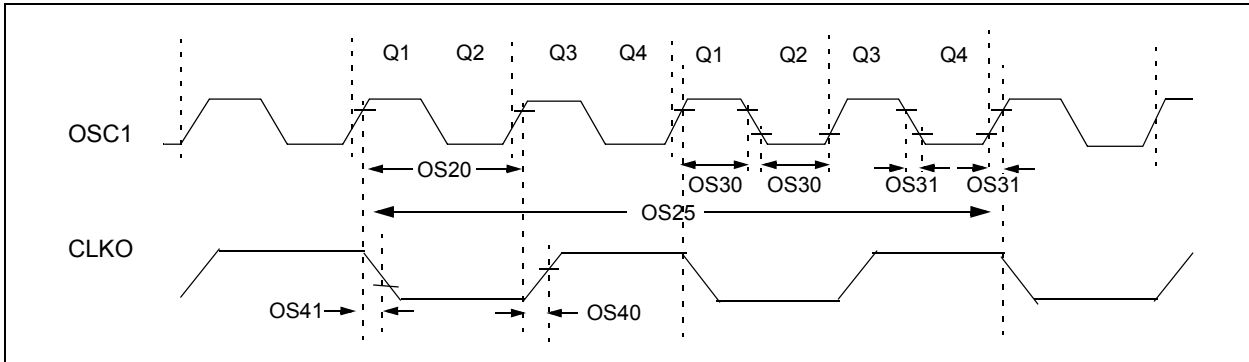 Q1 Q2 Q3 Q4 Q1 Q2 Q3 Q4
OSC1
OS20
OS30 OS30 OS31 OS31
OS25
CLKO
OS41 OS40